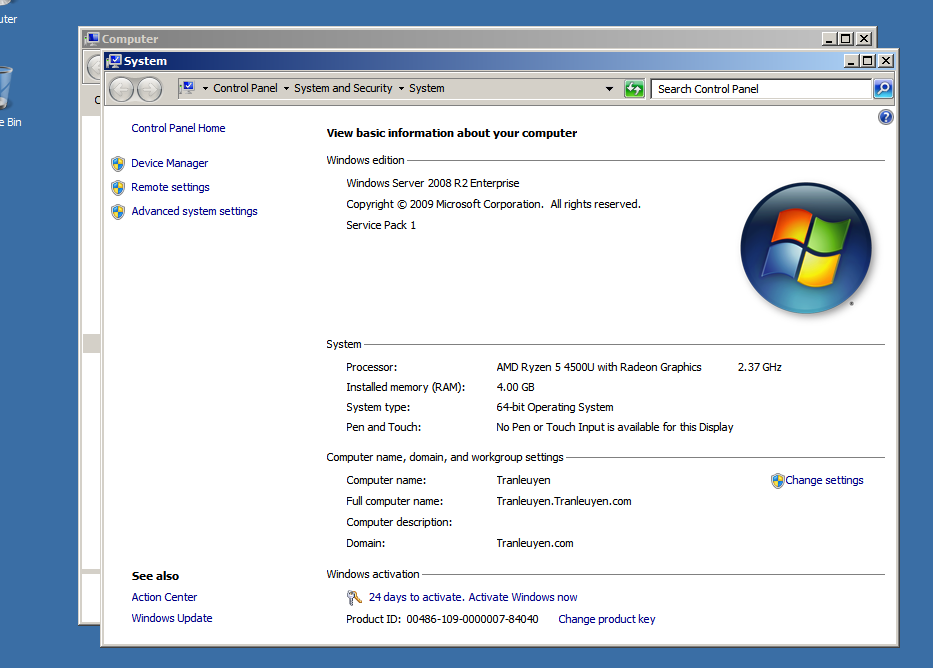 uter
Computer
System
Control Panel System and Security System
Search Control Panel
C
e Bin
Control Panel Home
Device Manager
Remote settings
Advanced system settings
View basic information about your computer
Windows edition
Windows Server 2008 R2 Enterprise
Copyright © 2009 Microsoft Corporation. All rights reserved.
Service Pack 1
System
Processor: AMD Ryzen 5 4500U with Radeon Graphics 2.37 GHz
Installed memory (RAM): 4.00 GB
System type: 64-bit Operating System
Pen and Touch: No Pen or Touch Input is available for this Display
Computer name, domain, and workgroup settings
Computer name: Tranleuyen
Change settings
Full computer name: Tranleuyen.Tranleuyen.com
Computer description:
Domain: Tranleuyen.com
Windows activation
24 days to activate. Activate Windows now
Product ID: 00486-109-0000007-84040 Change product key
See also
Action Center
Windows Update